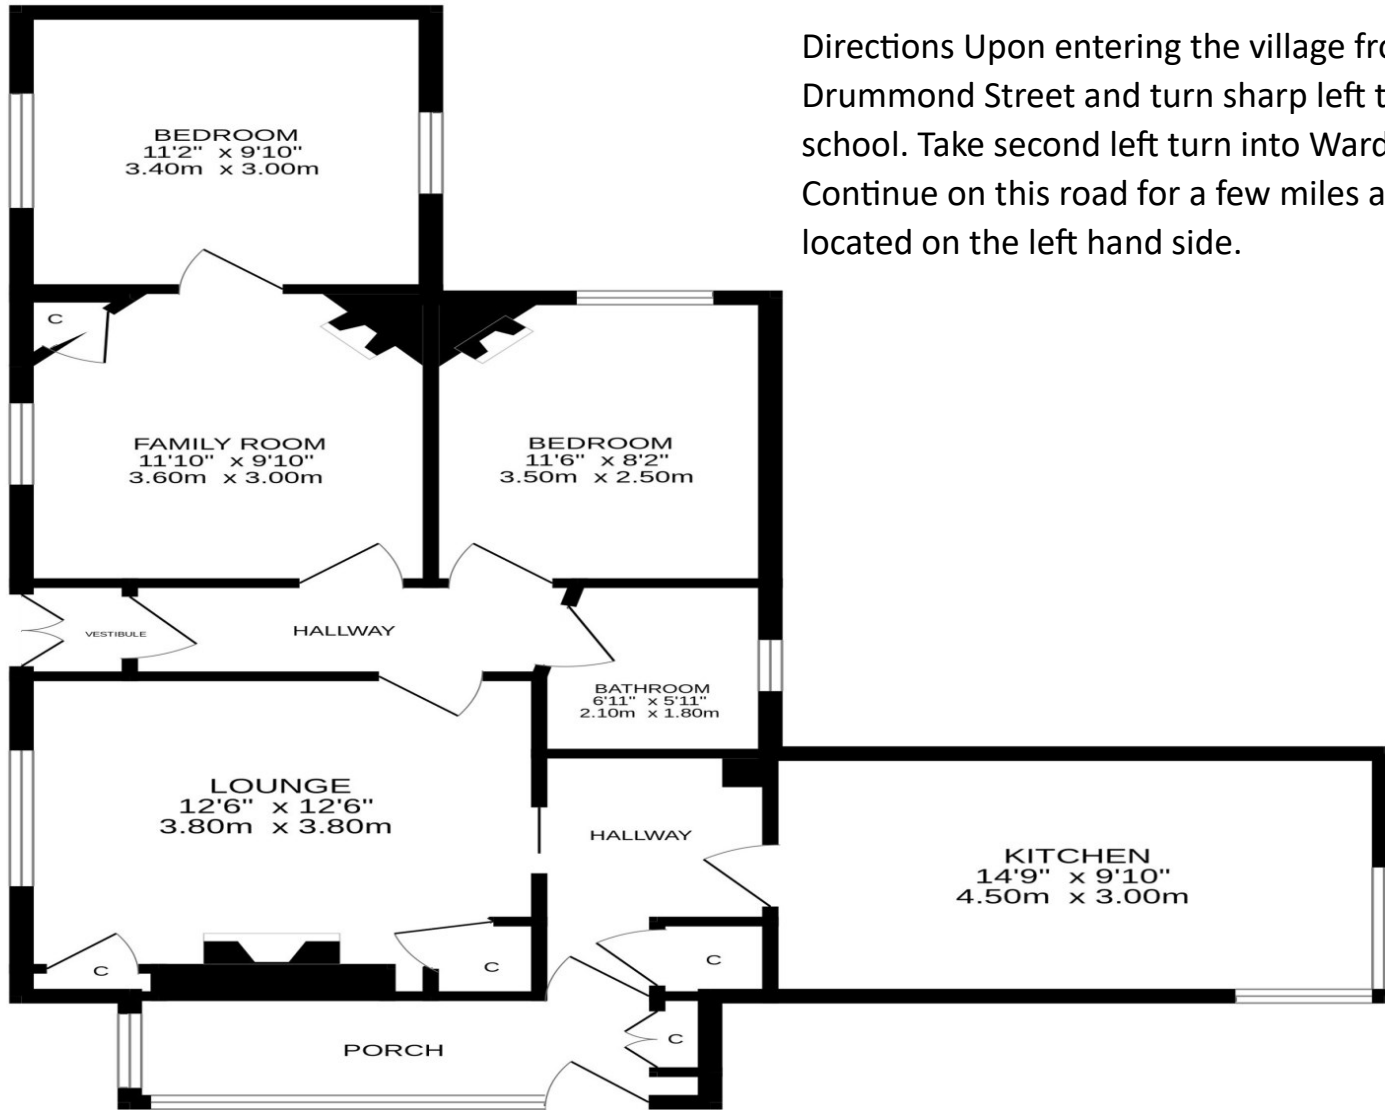 Directions Upon entering the village
Drummond Street and turn sharp left
school. Take second left turn into
Continue on this road for a few miles
located on the left hand side.
BEDROOM
11'2" x 9'10"
3.40m x 3.00m
C
FAMILY ROOM
11'10" x 9'10"
3.60m x 3.00m
BEDROOM
11'6" x 8'2"
3.50m x 2.50m
VESTIBULE
HALLWAY
BATHROOM
6'11" x 5'11"
2.10m x 1.80m
LOUNGE
12'6" x 12'6"
3.80m x 3.80m
HALLWAY
KITCHEN
14'9" x 9'10"
4.50m x 3.00m
C
C
C
C
PORCH